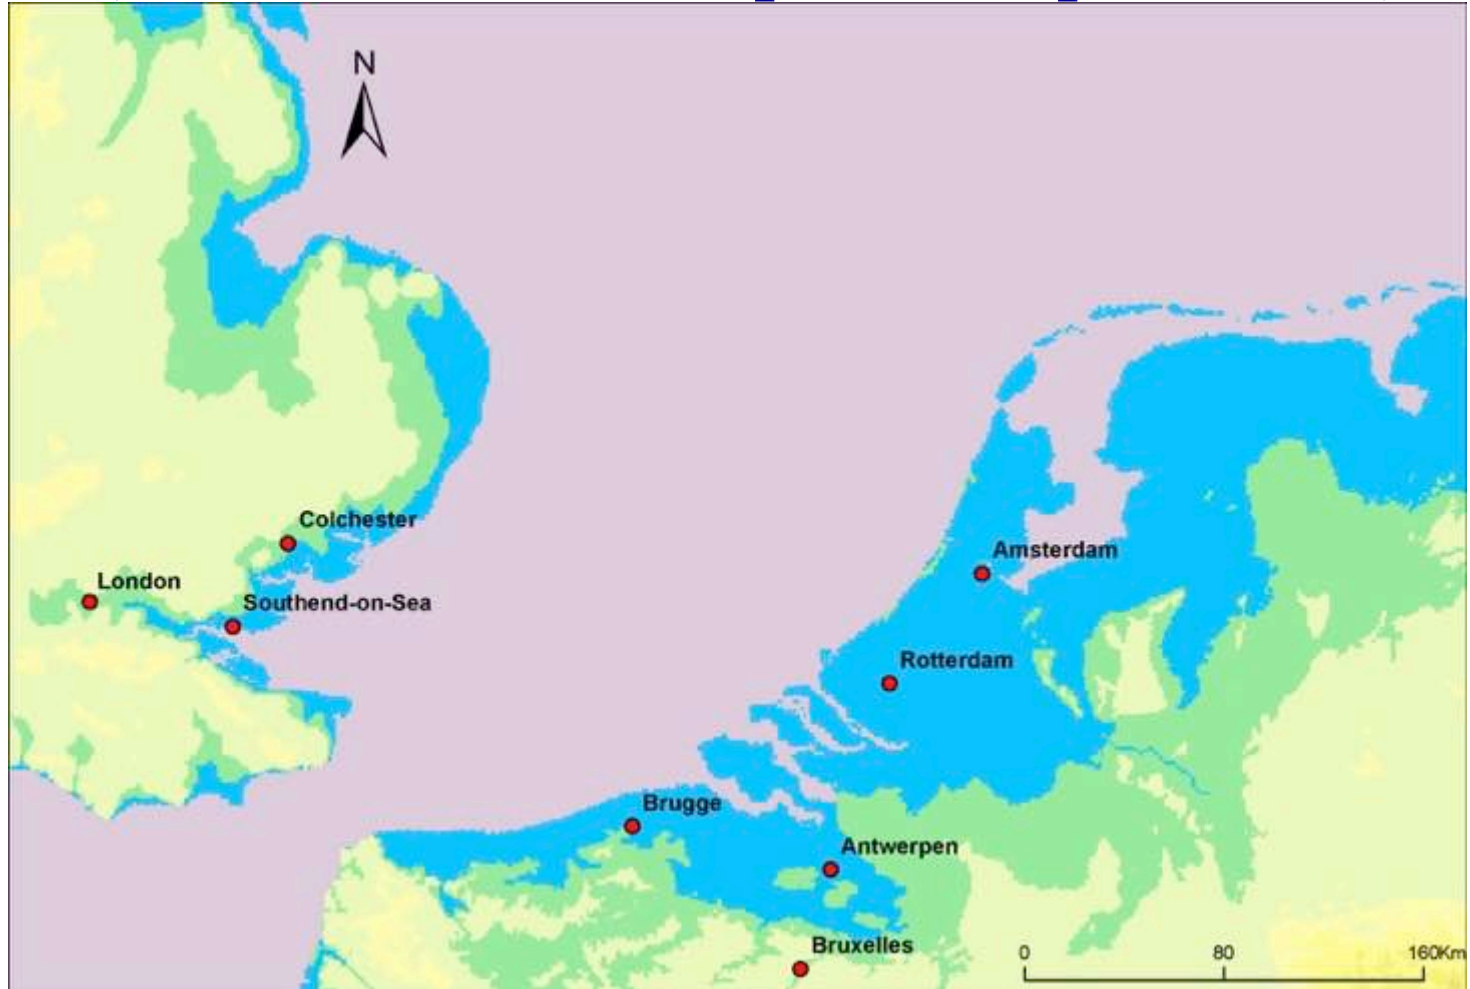 N
Colchester
London
Southend-on-Sea
Amsterdam
Rotterdam
Brugge
Antwerpen
Bruxelles
0 80 160Km